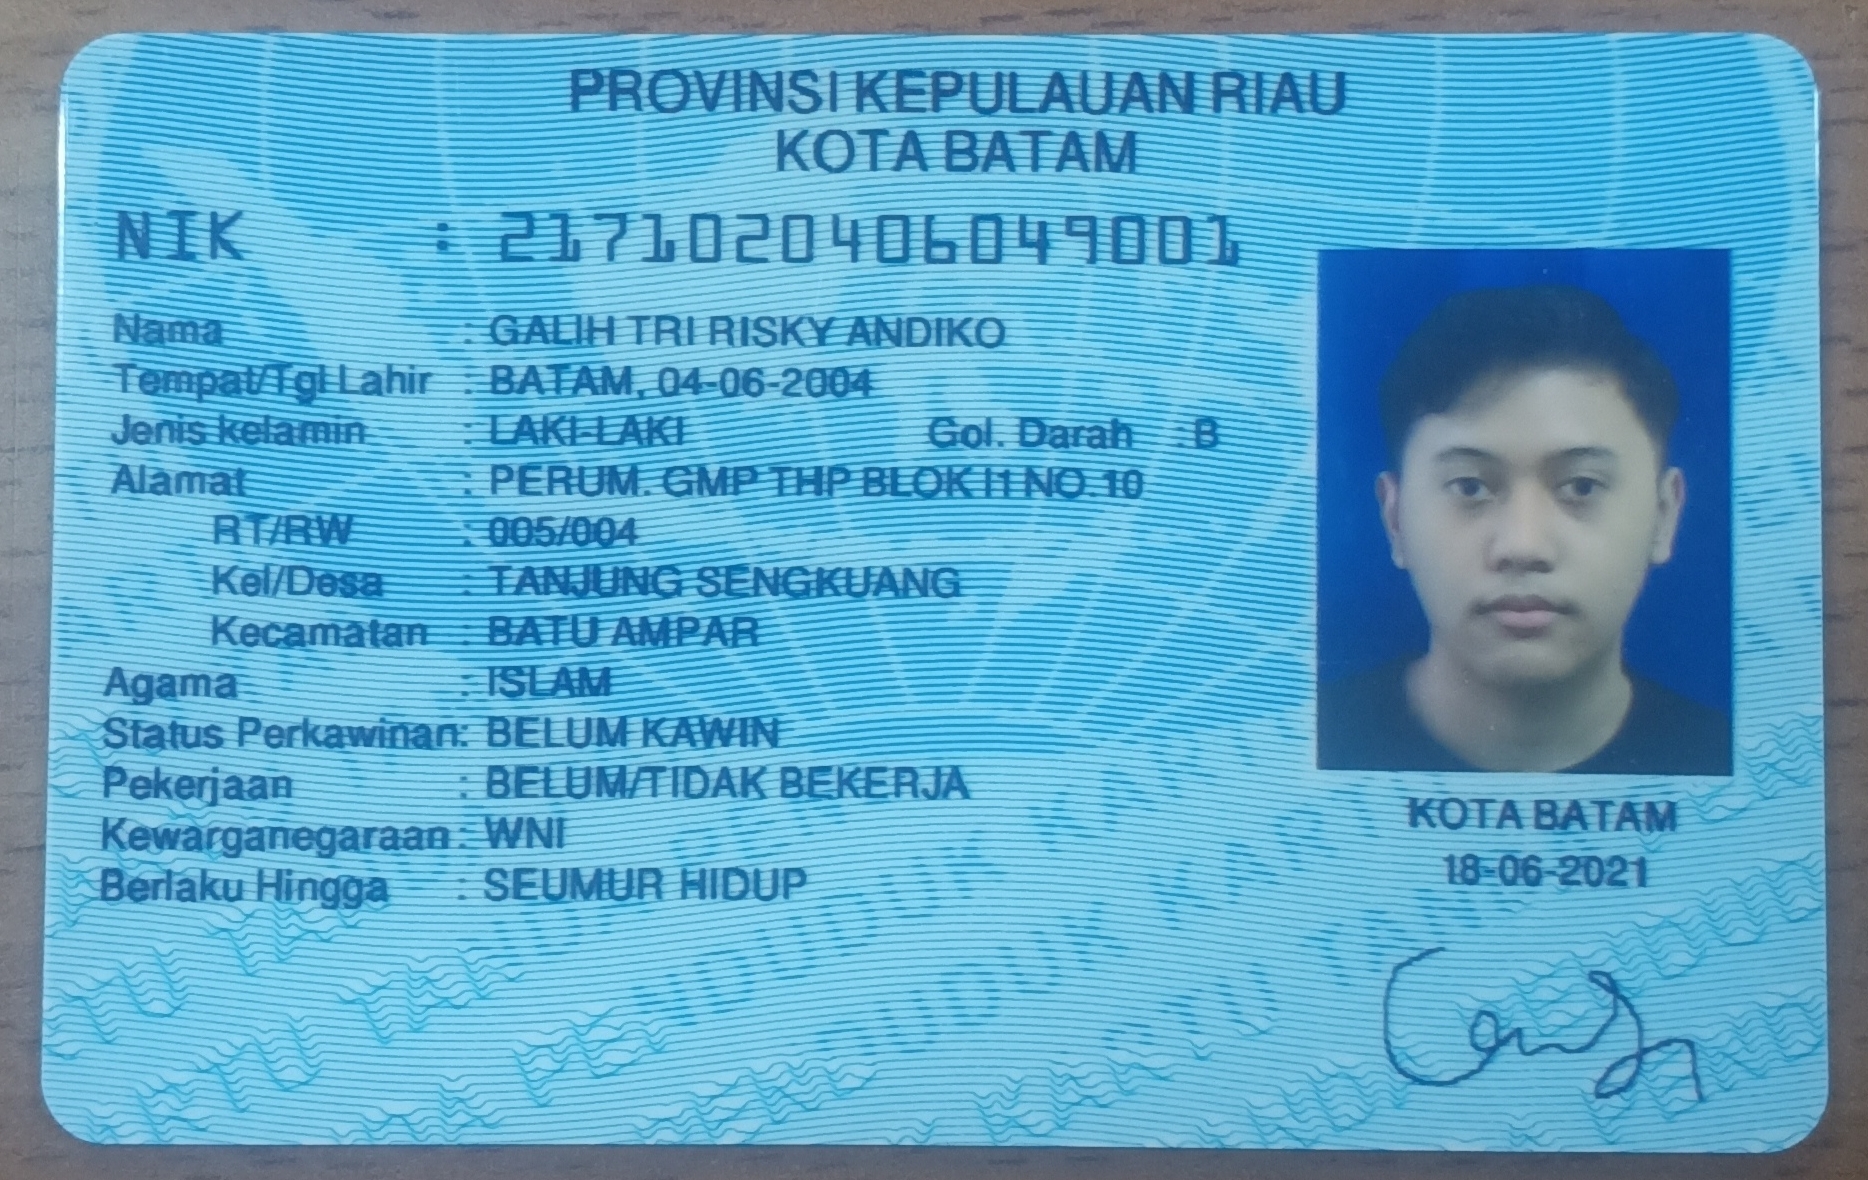 PROVINSI KEPULAUAN RIAU
KOTA BATAM
NIK : 2171020406049001
Nama : GALIH TRI RISKY ANDIKO
Tempat/Tgl Lahir : BATAM, 04-06-2004
Jenis kelamin : LAKI-LAKI Gol. Darah : B
Alamat : PERUM. GMP THP BLOK I1 NO.10
RT/RW : 005/004
Kel/Desa : TANJUNG SENGKUANG
Kecamatan : BATU AMPAR
Agama : ISLAM
Status Perkawinan: BELUM KAWIN
Pekerjaan : BELUM/TIDAK BEKERJA
Kewarganegaraan: WNI
Berlaku Hingga : SEUMUR HIDUP
KOTA BATAM
18-06-2021